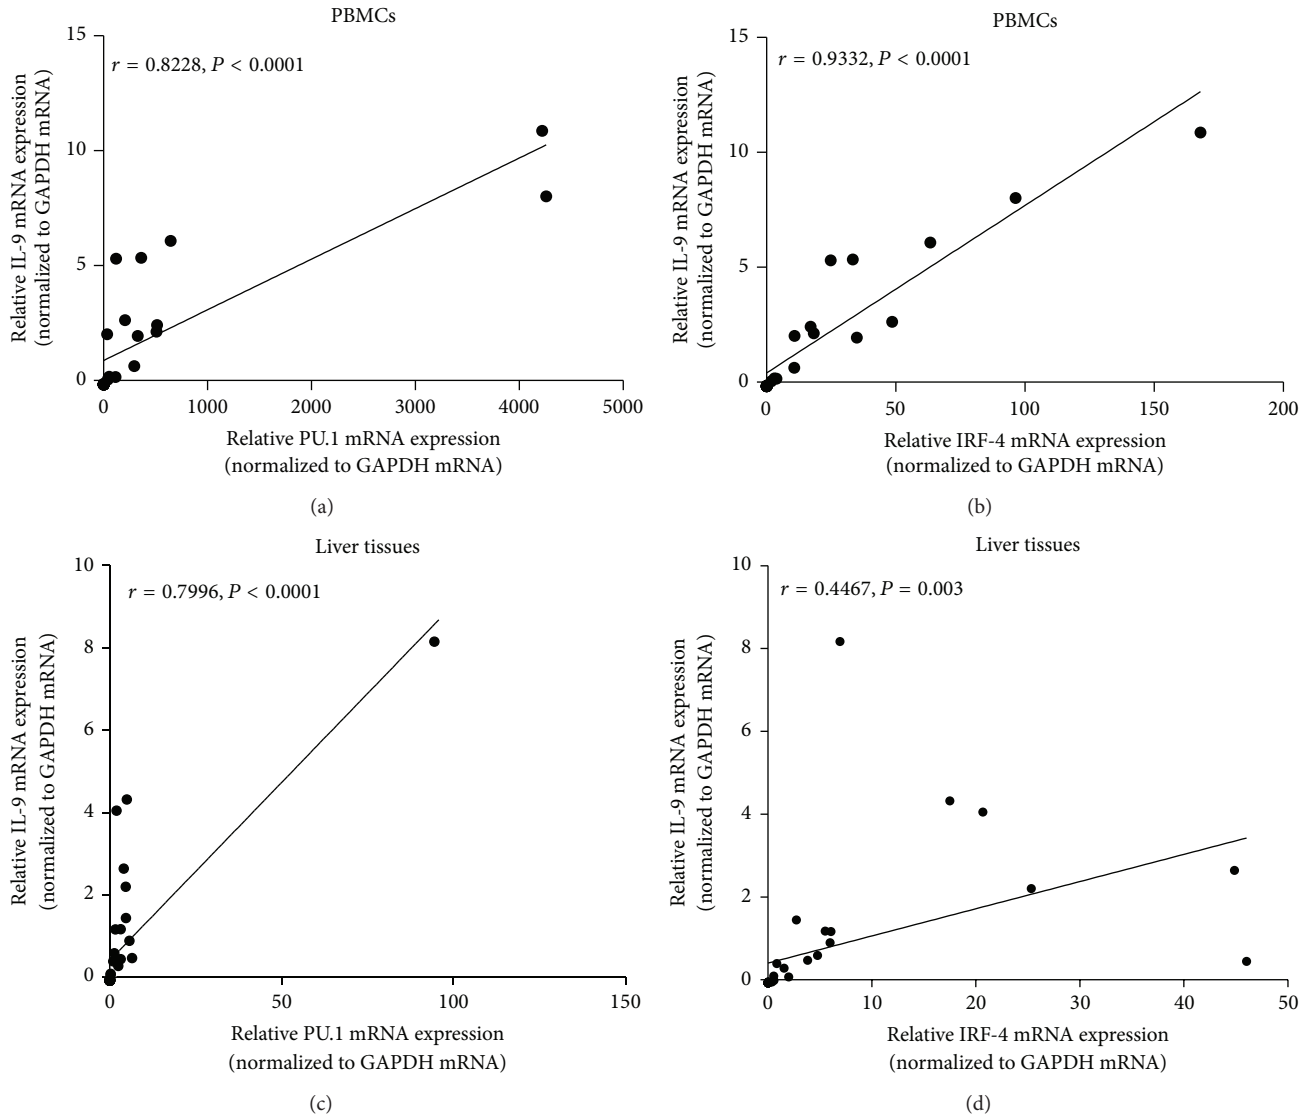 PBMCs
r = 0.8228, P < 0.0001
Relative IL-9 mRNA expression
(normalized to GAPDH mRNA)
15
10
5
0
0 1000 2000 3000 4000 5000
Relative PU.1 mRNA expression
(normalized to GAPDH mRNA)
(a)
PBMCs
r = 0.9332, P < 0.0001
Relative IL-9 mRNA expression
(normalized to GAPDH mRNA)
15
10
5
0
0 50 100 150 200
Relative IRF-4 mRNA expression
(normalized to GAPDH mRNA)
(b)
Liver tissues
r = 0.7996, P < 0.0001
Relative IL-9 mRNA expression
(normalized to GAPDH mRNA)
10
8
6
4
2
0
0 50 100 150
Relative PU.1 mRNA expression
(normalized to GAPDH mRNA)
(c)
Liver tissues
r = 0.4467, P = 0.003
Relative IL-9 mRNA expression
(normalized to GAPDH mRNA)
10
8
6
4
2
0
0 10 20 30 40 50
Relative IRF-4 mRNA expression
(normalized to GAPDH mRNA)
(d)